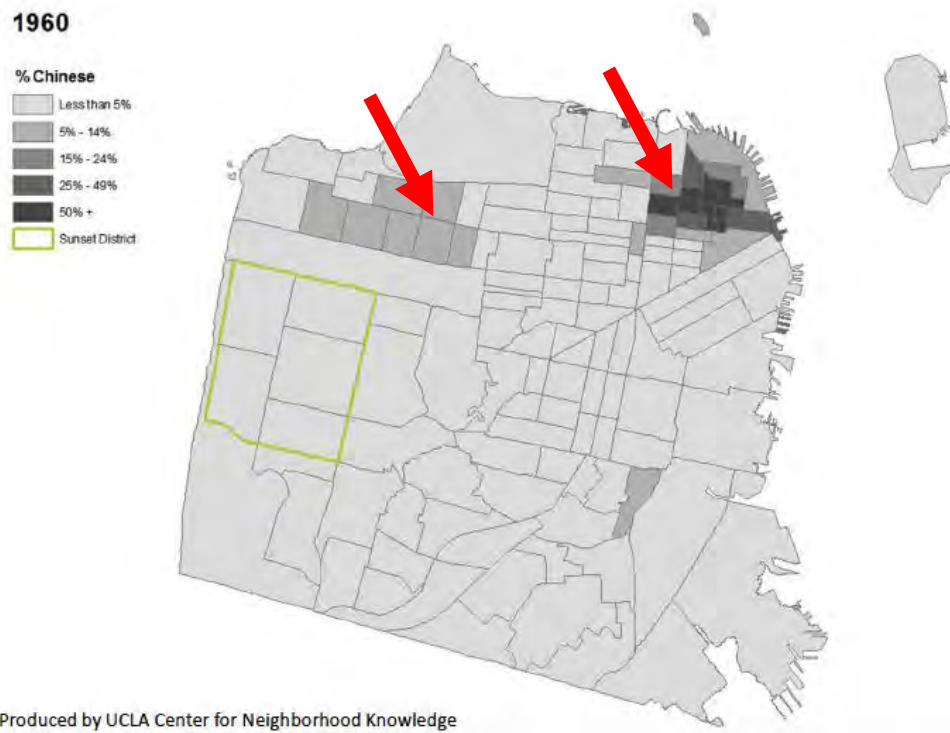 1960
% Chinese
Less than 5%
5% - 14%
15% - 24%
25% - 49%
50% +
Sunset District
Produced by UCLA Center for Neighborhood Knowledge